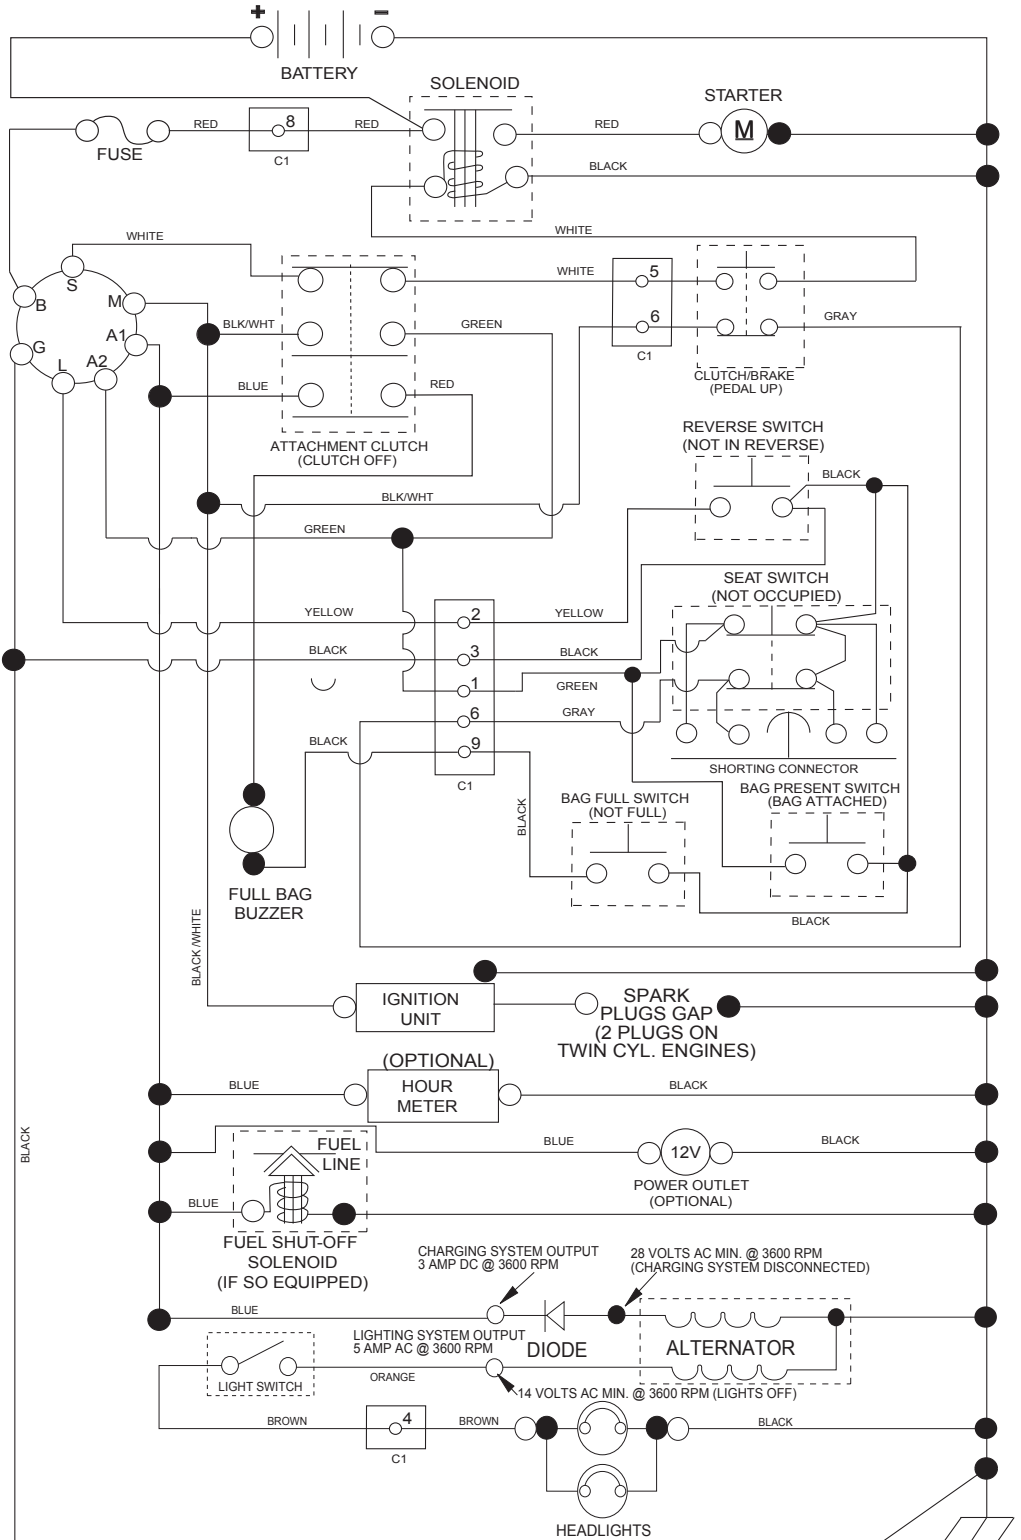 + −
BATTERY
SOLENOID
STARTER
RED 8 RED
RED
M
FUSE
C1
BLACK
WHITE
WHITE
WHITE
5
S
B
M
BLK/WHT
GREEN
6
GRAY
G
A1
C1
L
A2
CLUTCH/BRAKE
(PEDAL UP)
BLUE
RED
ATTACHMENT CLUTCH
(CLUTCH OFF)
REVERSE SWITCH
(NOT IN REVERSE)
BLACK
BLK/WHT
GREEN
SEAT SWITCH
(NOT OCCUPIED)
YELLOW
2
YELLOW
BLACK
3
BLACK
1
GREEN
6
GRAY
BLACK
9
C1
SHORTING CONNECTOR
BAG PRESENT SWITCH
(BAG ATTACHED)
BAG FULL SWITCH
(NOT FULL)
BLACK
FULL BAG
BUZZER
BLACK
BLACK /WHITE
IGNITION
UNIT
SPARK
PLUGS GAP
(2 PLUGS ON
TWIN CYL. ENGINES)
(OPTIONAL)
BLUE
HOUR
METER
BLACK
BLACK
FUEL
LINE
BLUE
12V
BLACK
POWER OUTLET
(OPTIONAL)
BLUE
FUEL SHUT-OFF
SOLENOID
(IF SO EQUIPPED)
CHARGING SYSTEM OUTPUT
3 AMP DC @ 3600 RPM
28 VOLTS AC MIN. @ 3600 RPM
(CHARGING SYSTEM DISCONNECTED)
BLUE
LIGHTING SYSTEM OUTPUT
5 AMP AC @ 3600 RPM
DIODE
ALTERNATOR
LIGHT SWITCH
ORANGE
14 VOLTS AC MIN. @ 3600 RPM (LIGHTS OFF)
BROWN
4
BROWN
BLACK
C1
HEADLIGHTS